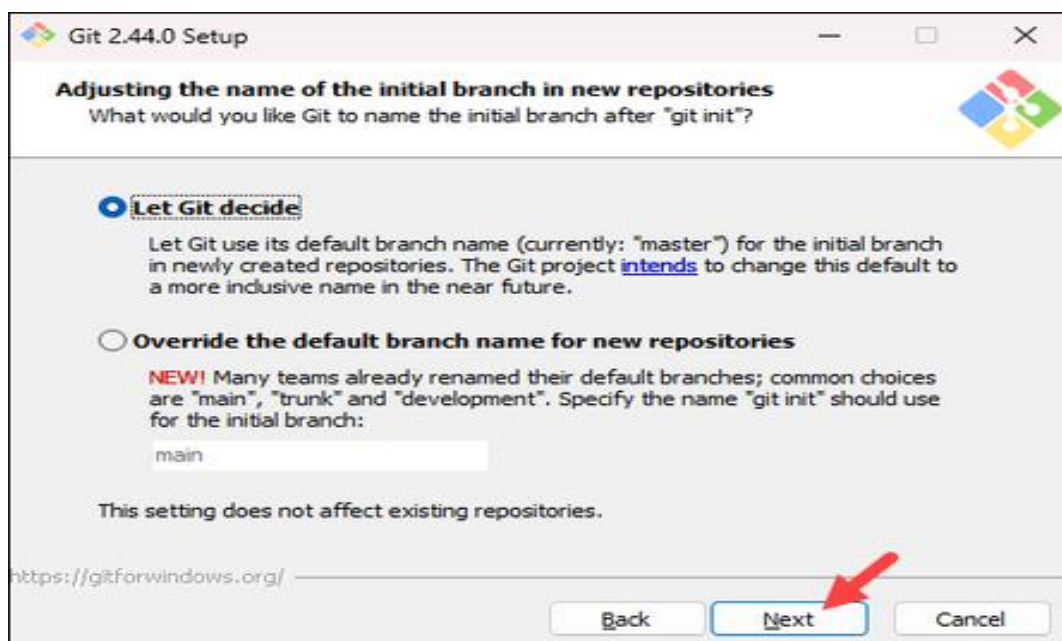 Git 2.44.0 Setup
Adjusting the name of the initial branch in new repositories
What would you like Git to name the initial branch after "git init"?
Let Git decide
Let Git use its default branch name (currently: "master") for the initial branch
in newly created repositories. The Git project intends to change this default to
a more inclusive name in the near future.
Override the default branch name for new repositories
NEW! Many teams already renamed their default branches; common choices
are "main", "trunk" and "development". Specify the name "git init" should use
for the initial branch:
main
This setting does not affect existing repositories.
https://gitforwindows.org/
Back Next Cancel